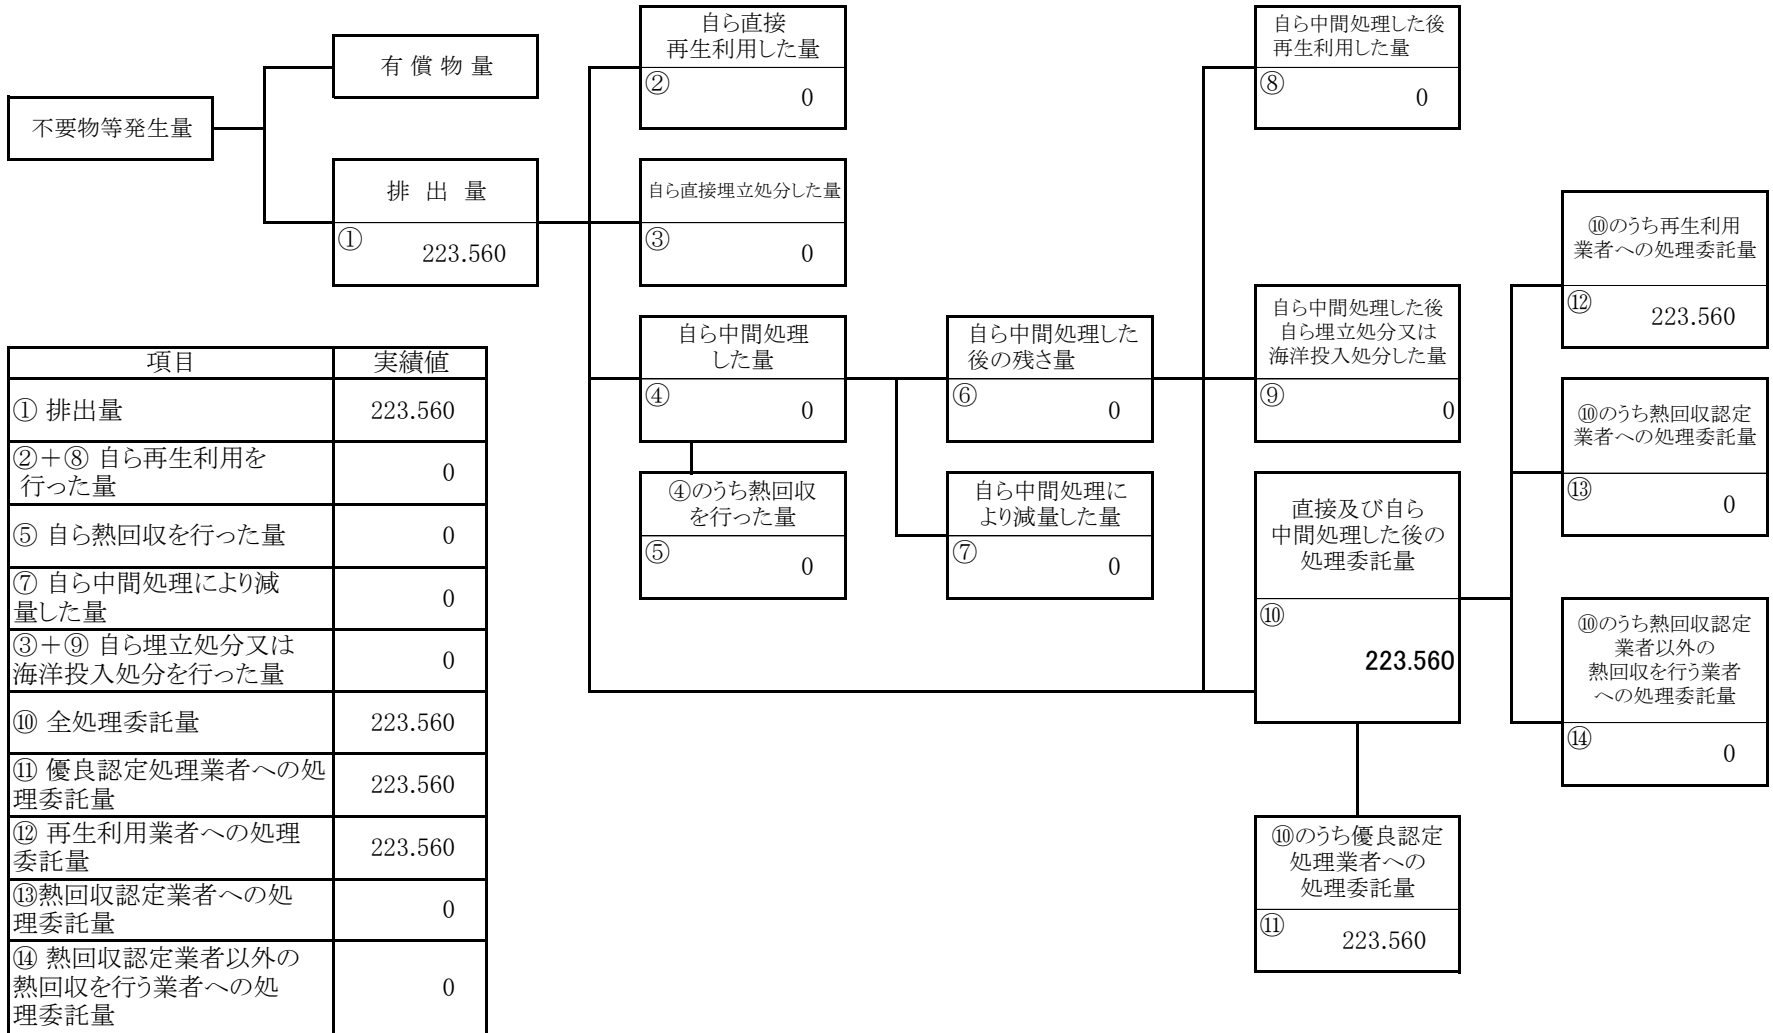 不要物等発生量
有 償 物 量
排 出 量
①
223.560
自ら直接
再生利用した量
②
0
自ら直接埋立処分した量
③
0
自ら中間処理
した量
④
0
④のうち熱回収
を行った量
⑤
0
自ら中間処理した
後の残さ量
⑥
0
自ら中間処理に
より減量した量
⑦
0
自ら中間処理した後
再生利用した量
⑧
0
自ら中間処理した後
自ら埋立処分又は
海洋投入処分した量
⑨
0
直接及び自ら
中間処理した後の
処理委託量
⑩
223.560
⑩のうち優良認定
処理業者への
処理委託量
⑪
223.560
⑩のうち再生利用
業者への処理委託量
⑫
223.560
⑩のうち熱回収認定
業者への処理委託量
⑬
0
⑩のうち熱回収認定
業者以外の
熱回収を行う業者
への処理委託量
⑭
0
項目 実績値
① 排出量 223.560
②+⑧ 自ら再生利用を
行った量
0
⑤ 自ら熱回収を行った量 0
⑦ 自ら中間処理により減
量した量
0
③+⑨ 自ら埋立処分又は
海洋投入処分を行った量
0
⑩ 全処理委託量 223.560
⑪ 優良認定処理業者への処
理委託量
223.560
⑫ 再生利用業者への処理
委託量
223.560
⑬熱回収認定業者への処
理委託量
0
⑭ 熱回収認定業者以外の
熱回収を行う業者への処
理委託量
0